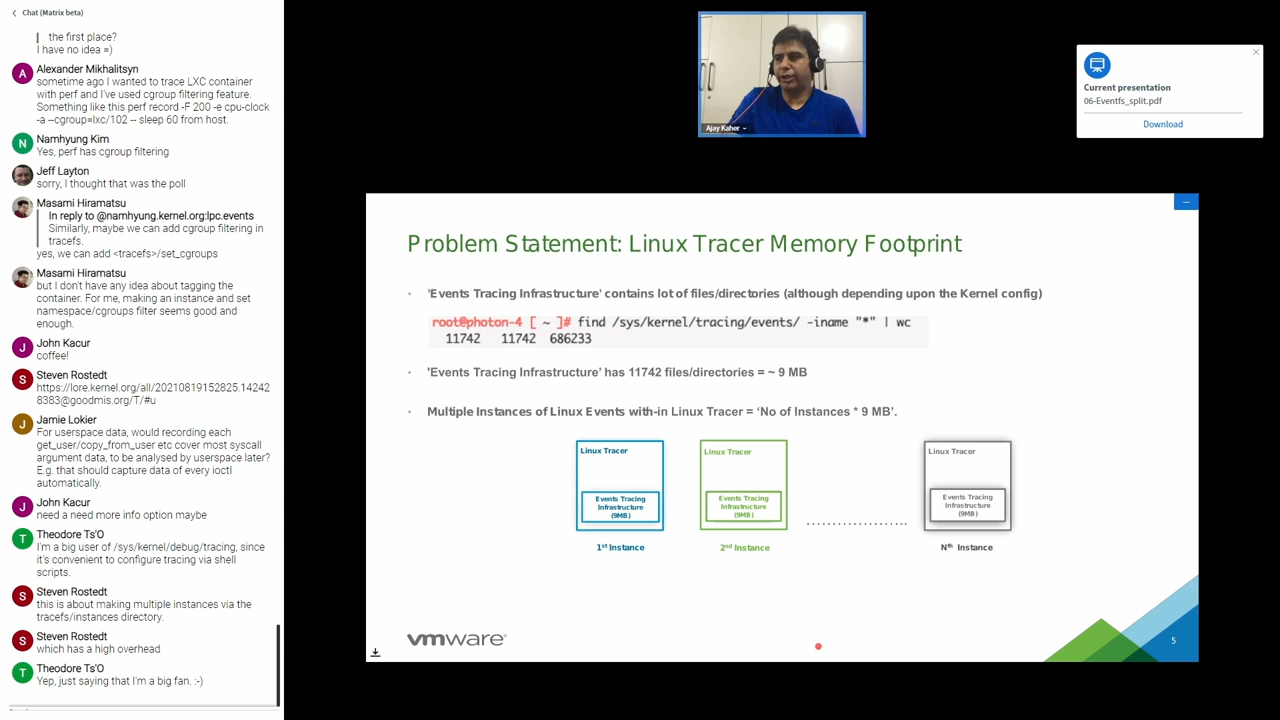 Chat (Matrix beta)
the first place?
I have no idea =)
Alexander Mikhalitsyn
sometime ago I wanted to trace LXC container
with perf and I've used cgroup filtering feature.
Something like this perf record -F 200 -e cpu-clock
-a --cgroup=lxc/102 -- sleep 60 from host.
N
Namhyung Kim
Yes, perf has cgroup filtering
Jeff Layton
sorry, I thought that was the poll
Masami Hiramatsu
In reply to @namhyung.kernel.org:lpc.events
Similarly, maybe we can add cgroup filtering in
tracefs.
yes, we can add <tracefs>/set_cgroups
Masami Hiramatsu
but I don't have any idea about tagging the
container. For me, making an instance and set
namespace/cgroups filter seems good and
enough.
J
John Kacur
coffee!
S
Steven Rostedt
https://lore.kernel.org/all/20210819152825.14242
8383@goodmis.org/T/#u
J
Jamie Lokier
For userspace data, would recording each
get_user/copy_from_user etc cover most syscall
argument data, to be analysed by userspace later?
E.g. that should capture data of every ioctl
automatically.
J
John Kacur
need a need more info option maybe
T
Theodore Ts'O
I'm a big user of /sys/kernel/debug/tracing, since
it's convenient to configure tracing via shell
scripts.
S
Steven Rostedt
this is about making multiple instances via the
tracefs/instances directory.
S
Steven Rostedt
which has a high overhead
T
Theodore Ts'O
Yep, just saying that I'm a big fan. :-)
A
Ajay Kaher
Current presentation
06-Eventfs_split.pdf
Download
Problem Statement: Linux Tracer Memory Footprint
• 'Events Tracing Infrastructure' contains lot of files/directories (although depending upon the Kernel config)
root@photon-4 [ ~ ]# find /sys/kernel/tracing/events/ -iname "*" | wc
11742 11742 686233
• 'Events Tracing Infrastructure' has 11742 files/directories = ~ 9 MB
• Multiple Instances of Linux Events with-in Linux Tracer = 'No of Instances * 9 MB'.
Linux Tracer
Events Tracing
Infrastructure
(9MB)
1st Instance
Linux Tracer
Events Tracing
Infrastructure
(9MB)
2nd Instance
Linux Tracer
Events Tracing
Infrastructure
(9MB)
Nth Instance
vmware®
5